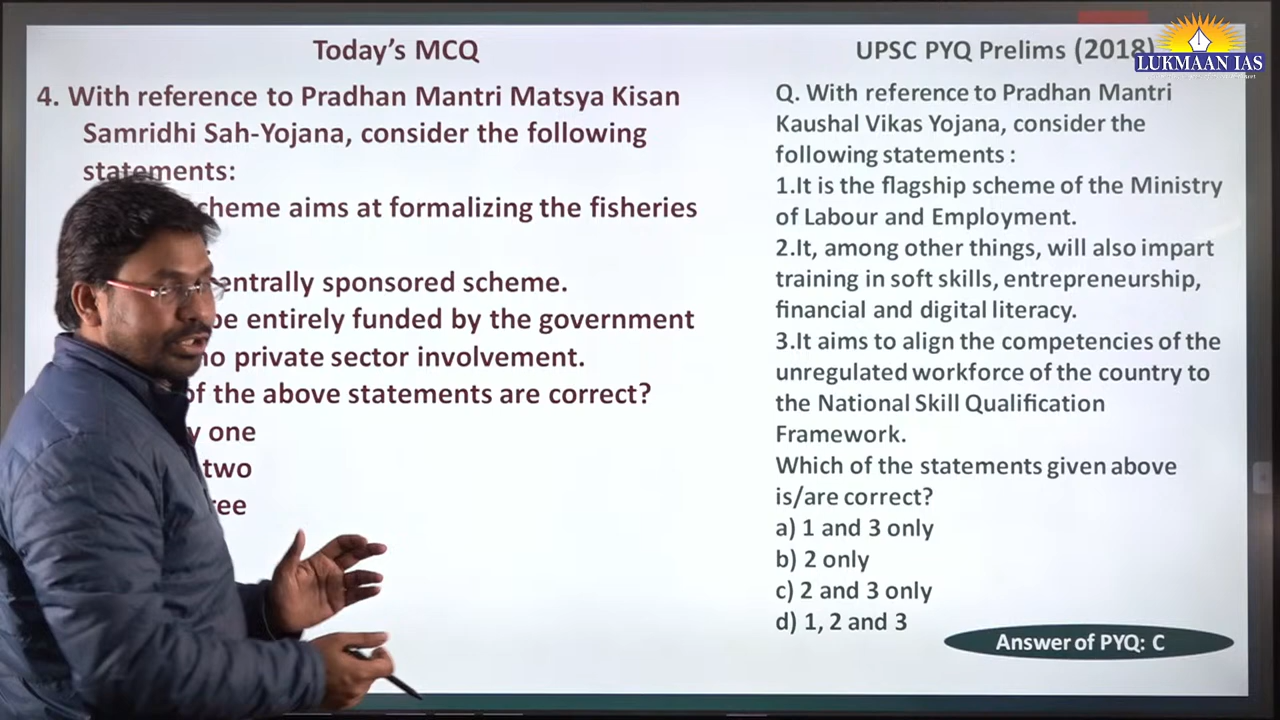 Today's MCQ
4. With reference to Pradhan Mantri Matsya Kisan
Samridhi Sah-Yojana, consider the following
statements:
cheme aims at formalizing the fisheries
entrally sponsored scheme.
be entirely funded by the government
no private sector involvement.
of the above statements are correct?
y one
two
ree
UPSC PYQ Prelims (2018)
LUKMAAN IAS
Q. With reference to Pradhan Mantri
Kaushal Vikas Yojana, consider the
following statements :
1.It is the flagship scheme of the Ministry
of Labour and Employment.
2.It, among other things, will also impart
training in soft skills, entrepreneurship,
financial and digital literacy.
3.It aims to align the competencies of the
unregulated workforce of the country to
the National Skill Qualification
Framework.
Which of the statements given above
is/are correct?
a) 1 and 3 only
b) 2 only
c) 2 and 3 only
d) 1, 2 and 3
Answer of PYQ: C